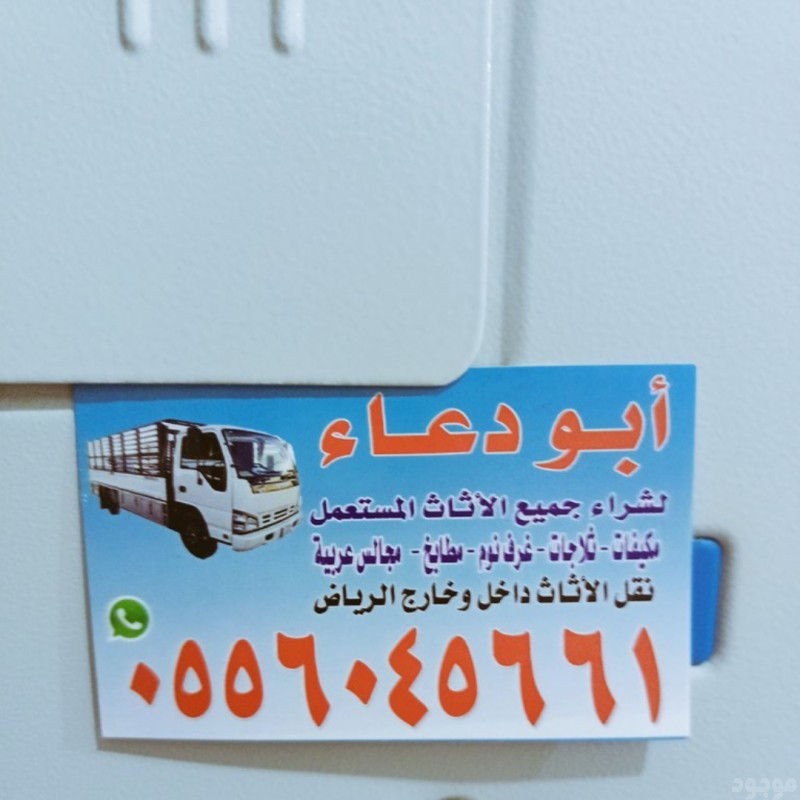 أبو دعاء
لشراء جميع الأثاث المستعمل
مكيفات - ثلاجات - غرف نوم - مطابخ - مجالس عربية
نقل الأثاث داخل وخارج الرياض
٠٥٥٦٠٤٥٦٦١
موجود